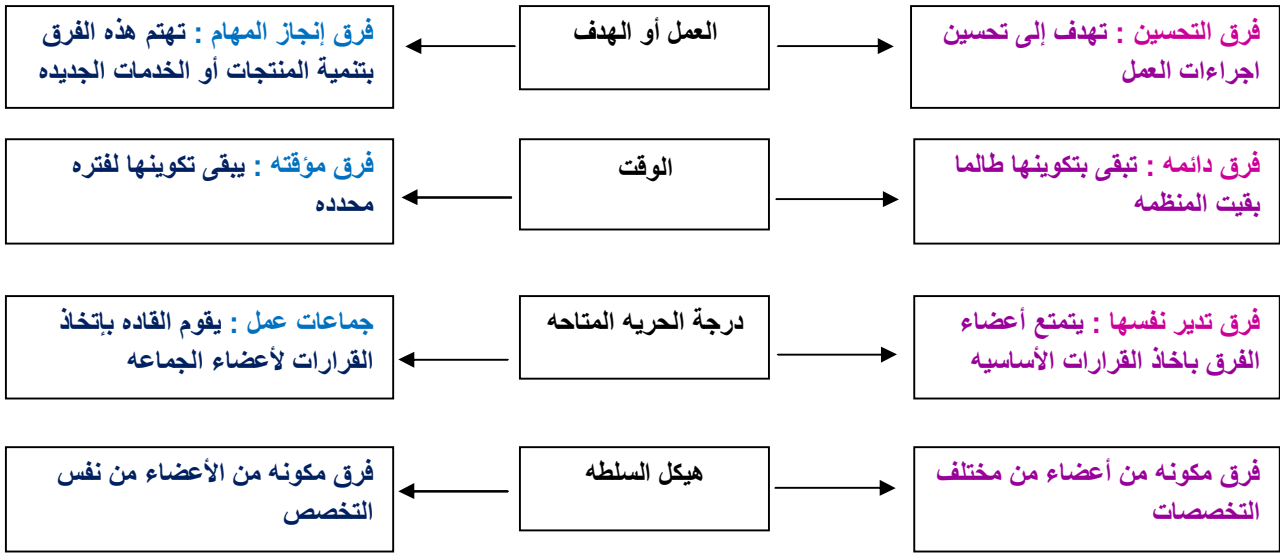 فرق التحسين : تهدف إلى تحسين
اجراءات العمل
العمل أو الهدف
فرق إنجاز المهام : تهتم هذه الفرق
بتنمية المنتجات أو الخدمات الجديده
فرق دائمه : تبقى بتكوينها طالما
بقيت المنظمه
الوقت
فرق مؤقته : يبقى تكوينها لفتره
محدده
فرق تدير نفسها : يتمتع أعضاء
الفرق باخاذ القرارات الأساسيه
درجة الحريه المتاحه
جماعات عمل : يقوم القاده بإتخاذ
القرارات لأعضاء الجماعه
فرق مكونه من أعضاء من مختلف
التخصصات
هيكل السلطه
فرق مكونه من الأعضاء من نفس
التخصص